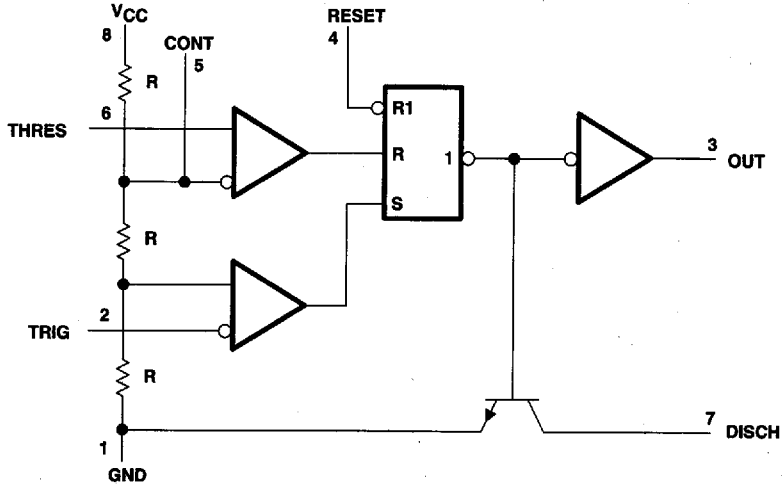 VCC
8
CONT
5
RESET
4
R
6
THRES
R1
R
1
S
3
OUT
R
2
TRIG
R
7
DISCH
1
GND